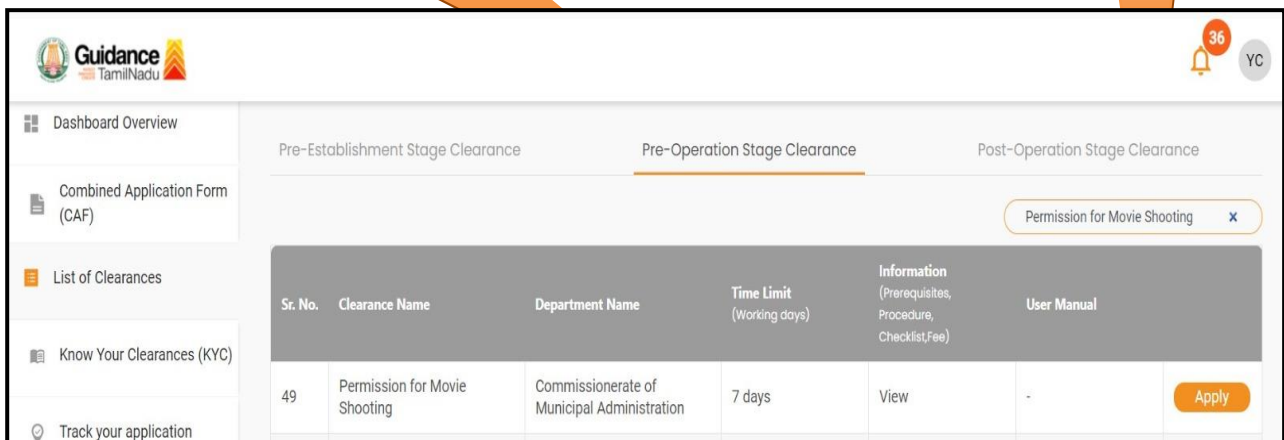 Guidance
TamilNadu
36
YC
Dashboard Overview
Combined Application Form
(CAF)
List of Clearances
Know Your Clearances (KYC)
Track your application
Pre-Establishment Stage Clearance
Pre-Operation Stage Clearance
Post-Operation Stage Clearance
Permission for Movie Shooting x
Sr. No.
Clearance Name
Department Name
Time Limit
(Working days)
Information
(Prerequisites,
Procedure,
Checklist,Fee)
User Manual
49
Permission for Movie
Shooting
Commissionerate of
Municipal Administration
7 days
View
-
Apply